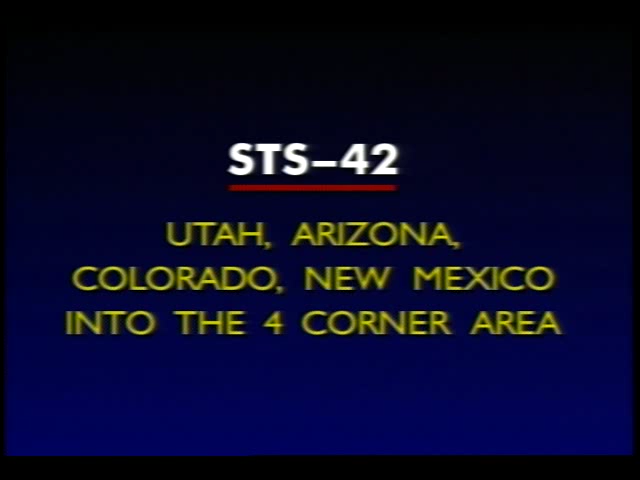 STS-42
UTAH, ARIZONA,
COLORADO, NEW MEXICO
INTO THE 4 CORNER AREA